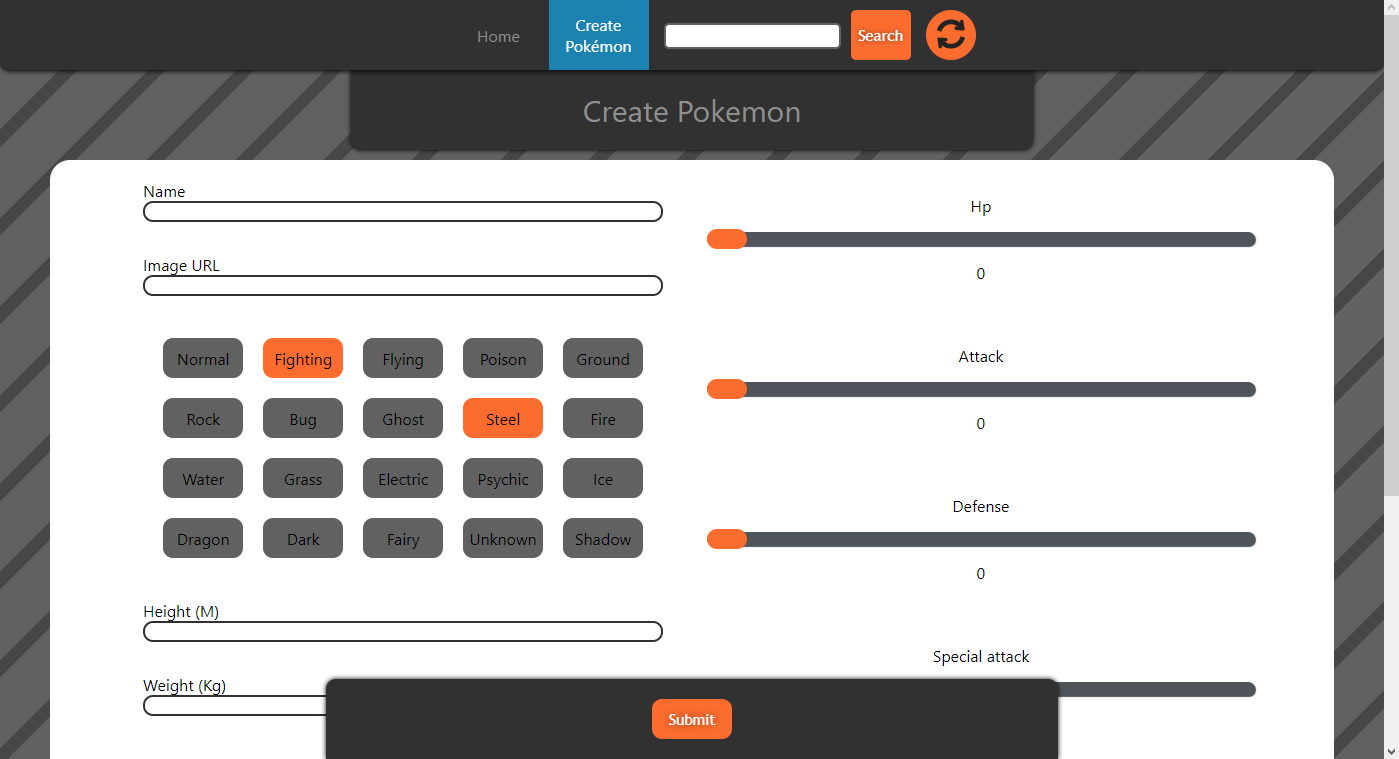 Home
Create
Pokémon
Search
Create Pokemon
Name
Image URL
Normal Fighting Flying Poison Ground
Rock Bug Ghost Steel Fire
Water Grass Electric Psychic Ice
Dragon Dark Fairy Unknown Shadow
Height (M)
Weight (Kg)
Hp
0
Attack
0
Defense
0
Special attack
Submit